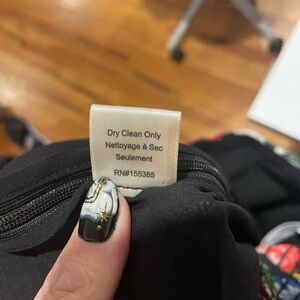 Dry Clean Only
Nettoyage à Sec
Seulement
RN#155385